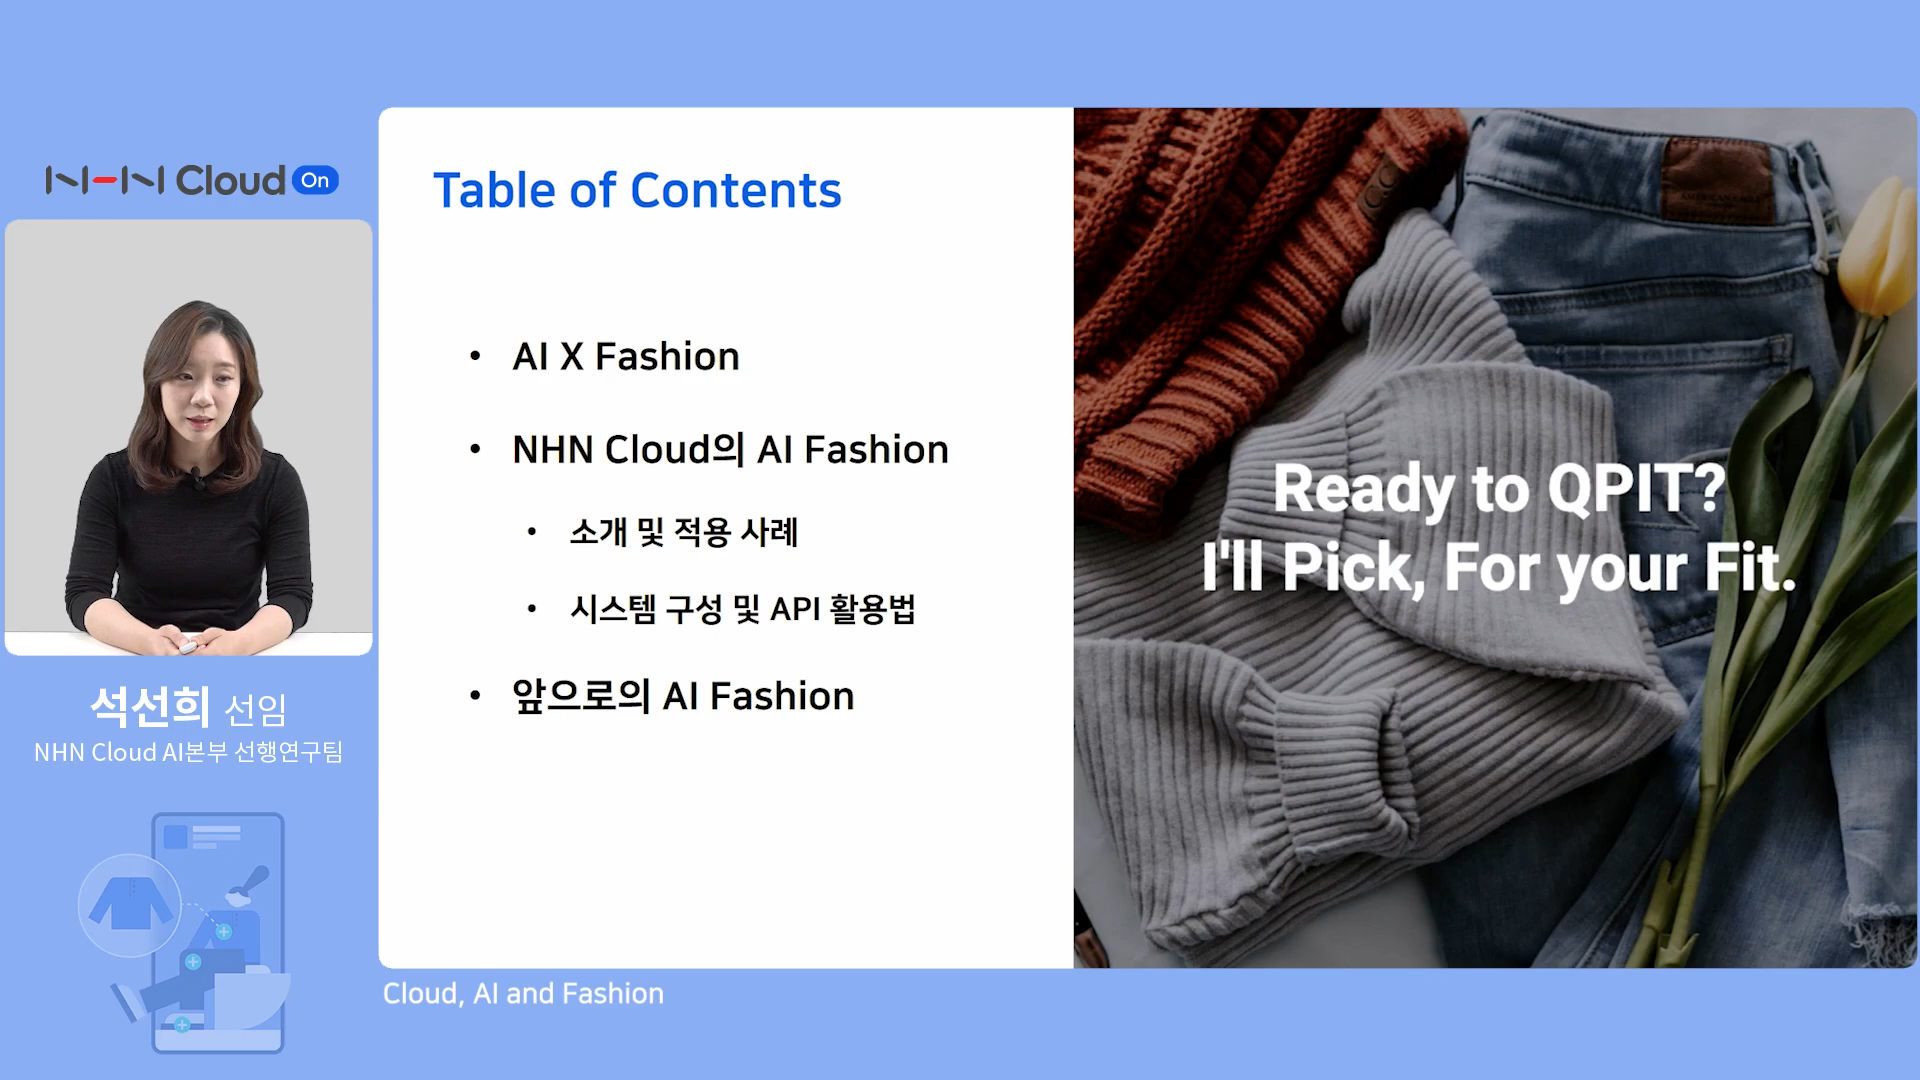 NHN Cloud On
석선희 선임
NHN Cloud AI본부 선행연구팀
Table of Contents
• AI X Fashion
• NHN Cloud의 AI Fashion
• 소개 및 적용 사례
• 시스템 구성 및 API 활용법
• 앞으로의 AI Fashion
Ready to QPIT?
I'll Pick, For your Fit.
Cloud, AI and Fashion